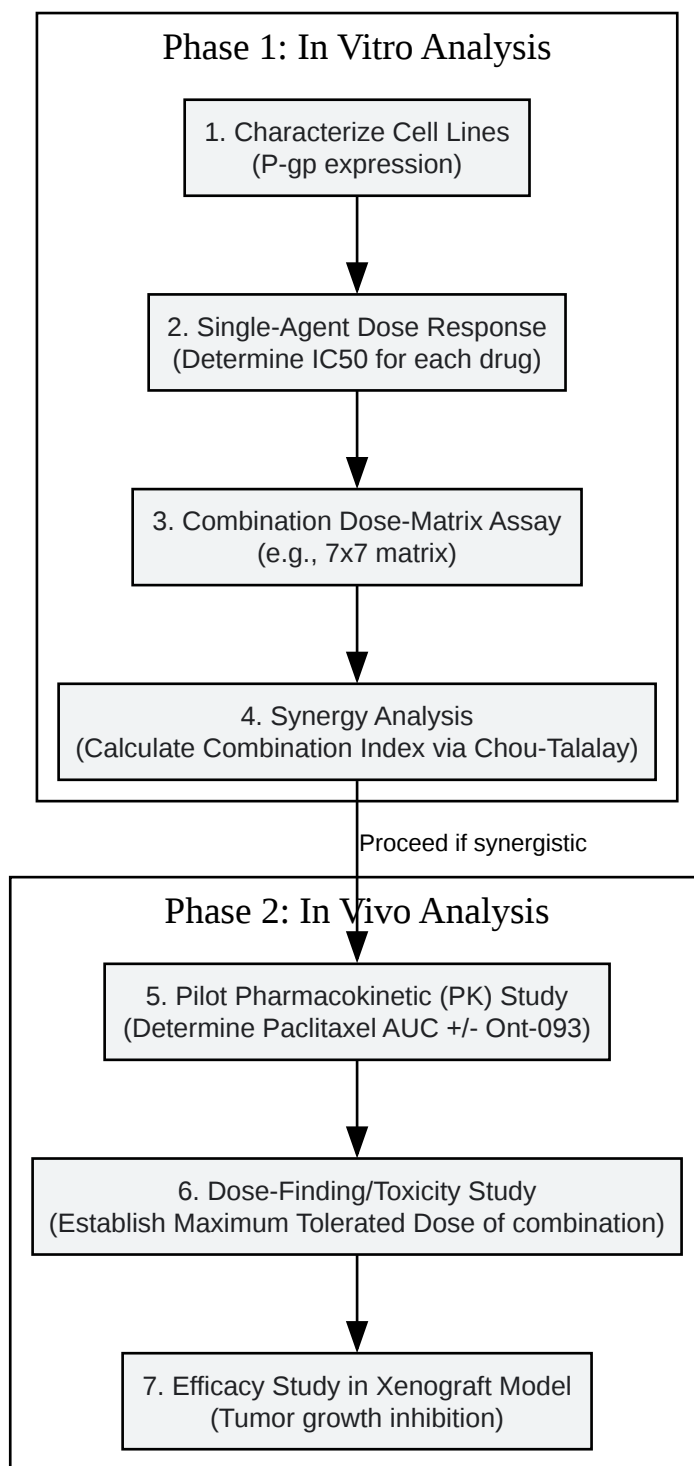 Phase 1: In Vitro Analysis
1. Characterize Cell Lines
(P-gp expression)
2. Single-Agent Dose Response
(Determine IC50 for each drug)
3. Combination Dose-Matrix Assay
(e.g., 7x7 matrix)
4. Synergy Analysis
(Calculate Combination Index via Chou-Talalay)
Proceed if synergistic
Phase 2: In Vivo Analysis
5. Pilot Pharmacokinetic (PK) Study
(Determine Paclitaxel AUC +/- Ont-093)
6. Dose-Finding/Toxicity Study
(Establish Maximum Tolerated Dose of combination)
7. Efficacy Study in Xenograft Model
(Tumor growth inhibition)